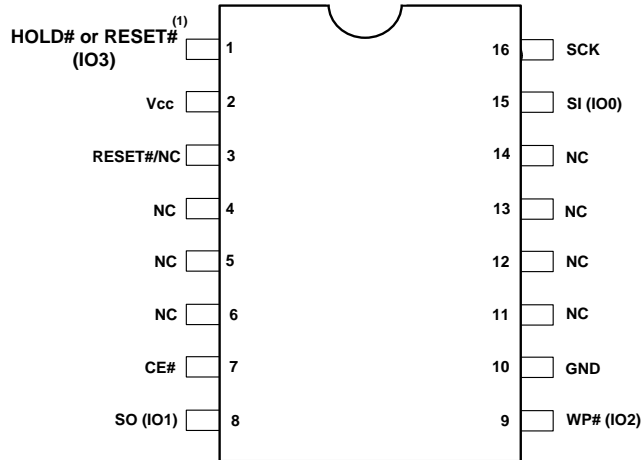 HOLD# or RESET# (1)
(IO3)
1
16
SCK
Vcc
2
15
SI (IO0)
RESET#/NC
3
14
NC
NC
4
13
NC
NC
5
12
NC
NC
6
11
NC
CE#
7
10
GND
SO (IO1)
8
9
WP# (IO2)